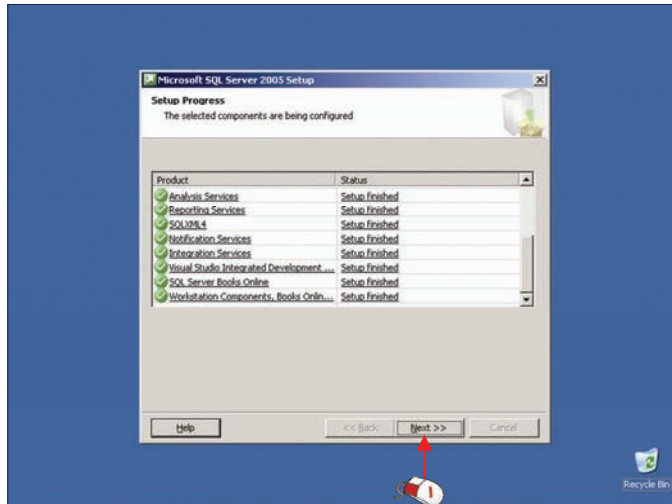 Microsoft SQL Server 2005 Setup
Setup Progress
The selected components are being configured
Product Status
Analysis Services Setup finished
Reporting Services Setup finished
SQLXML4 Setup finished
Notification Services Setup finished
Integration Services Setup finished
Visual Studio Integrated Development ... Setup finished
SQL Server Books Online Setup finished
Workstation Components, Books Onlin... Setup finished
Help << Back Next >> Cancel
1
Recycle Bin